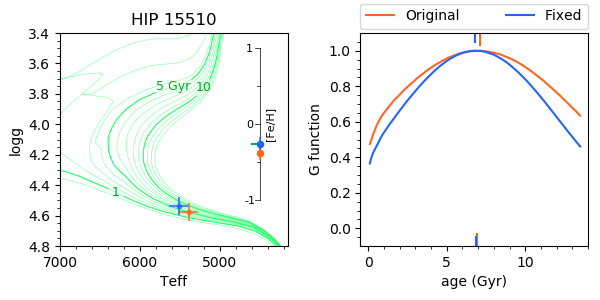 HIP 15510
3.4
3.6
3.8
4.0
4.2
4.4
4.6
4.8
logg
7000
6000
5000
Teff
5 Gyr
10
1
1
0
-1
[Fe/H]
Original
Fixed
1.0
0.8
0.6
0.4
0.2
0.0
G function
0
5
10
age (Gyr)